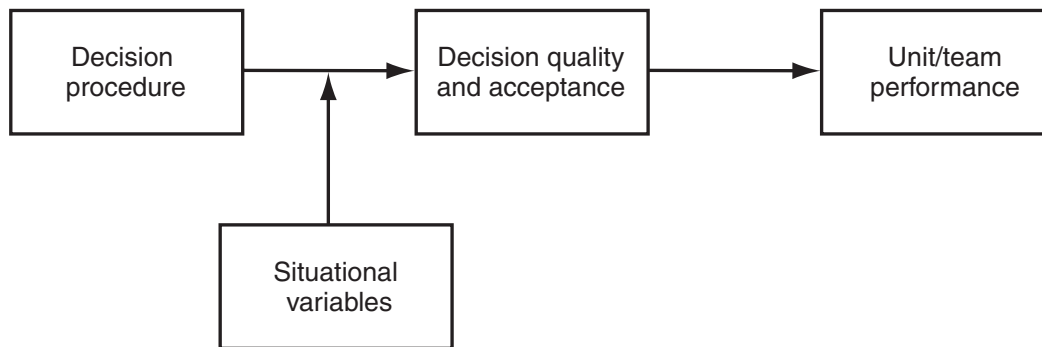 Decision
procedure
Decision quality
and acceptance
Unit/team
performance
Situational
variables